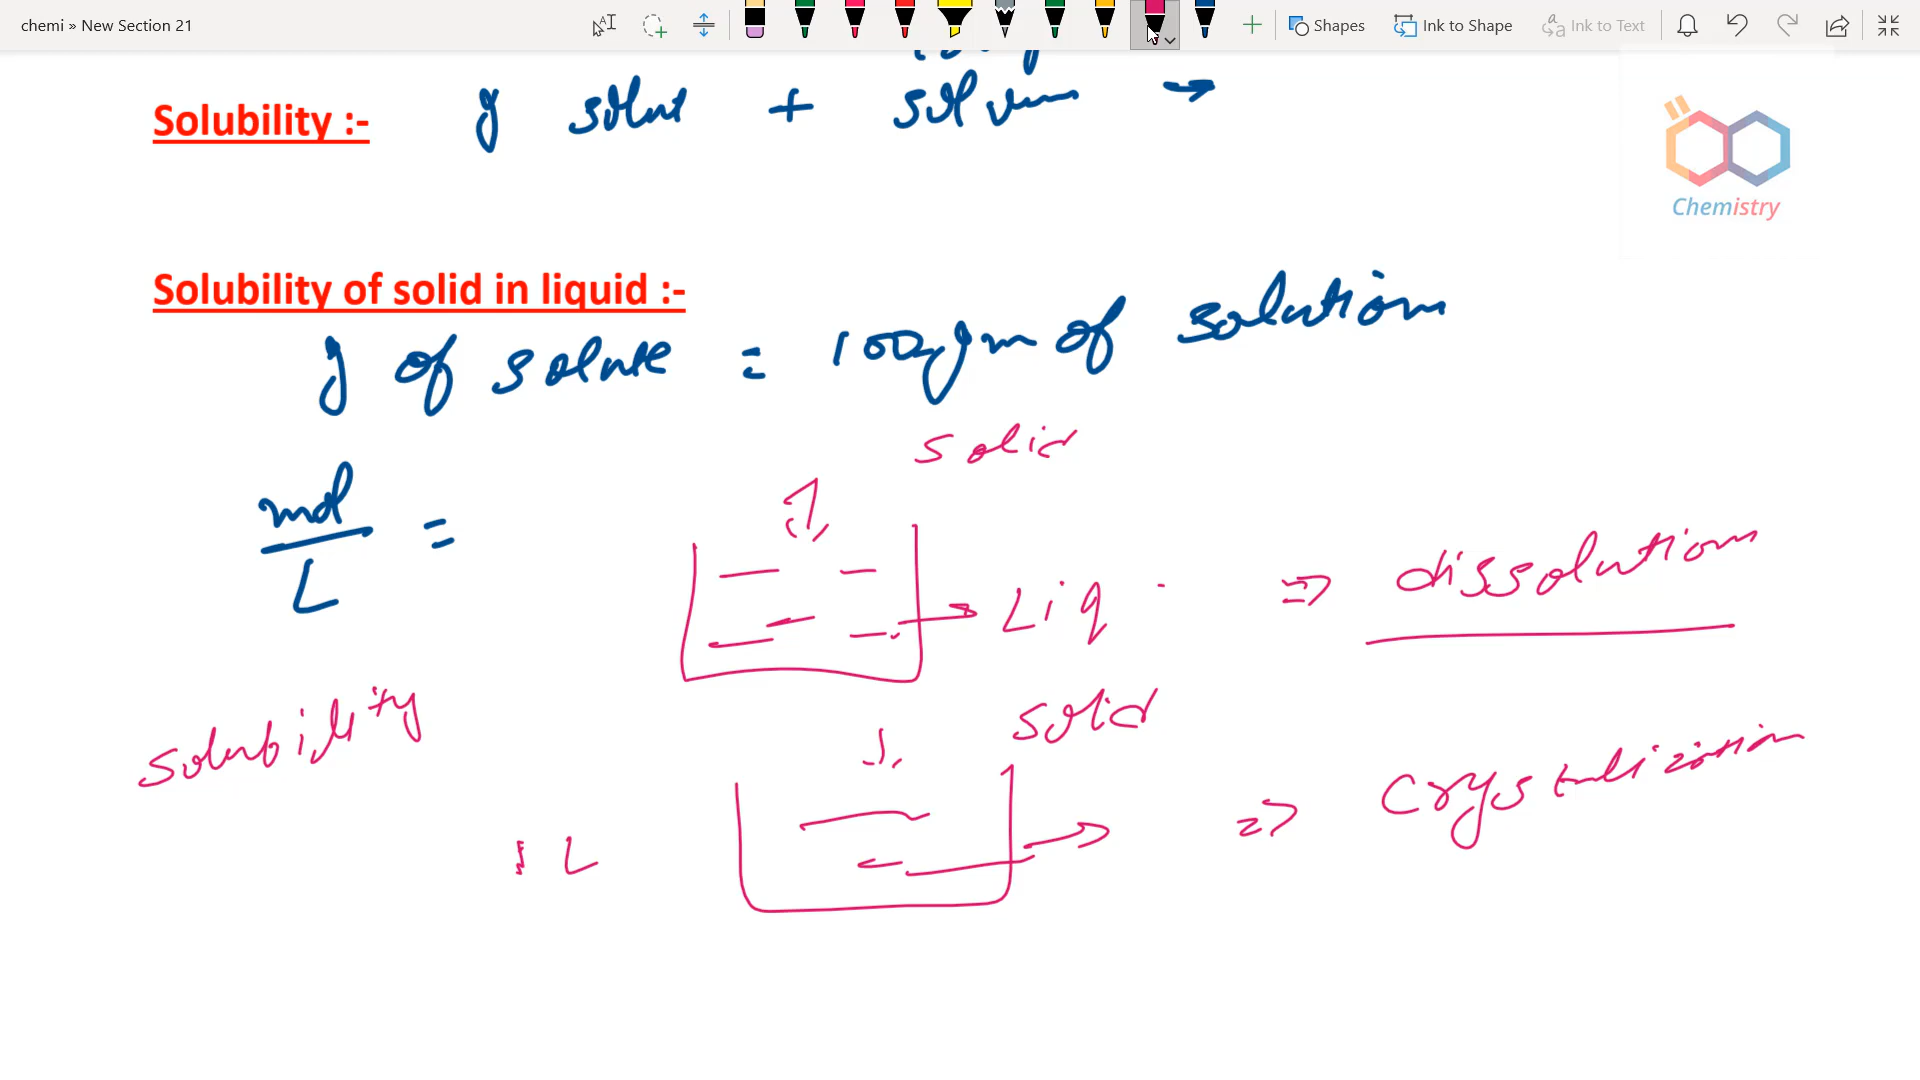 chemi » New Section 21
Shapes
Ink to Shape
Ink to Text
Solubility :- g solute + solvent →
Chemistry
Solubility of solid in liquid :-
g of solute = 100 gm of solution
solid
mol
L
=
Liq
⇒ dissolution
solubility
solid
⇒ Crystallization
L